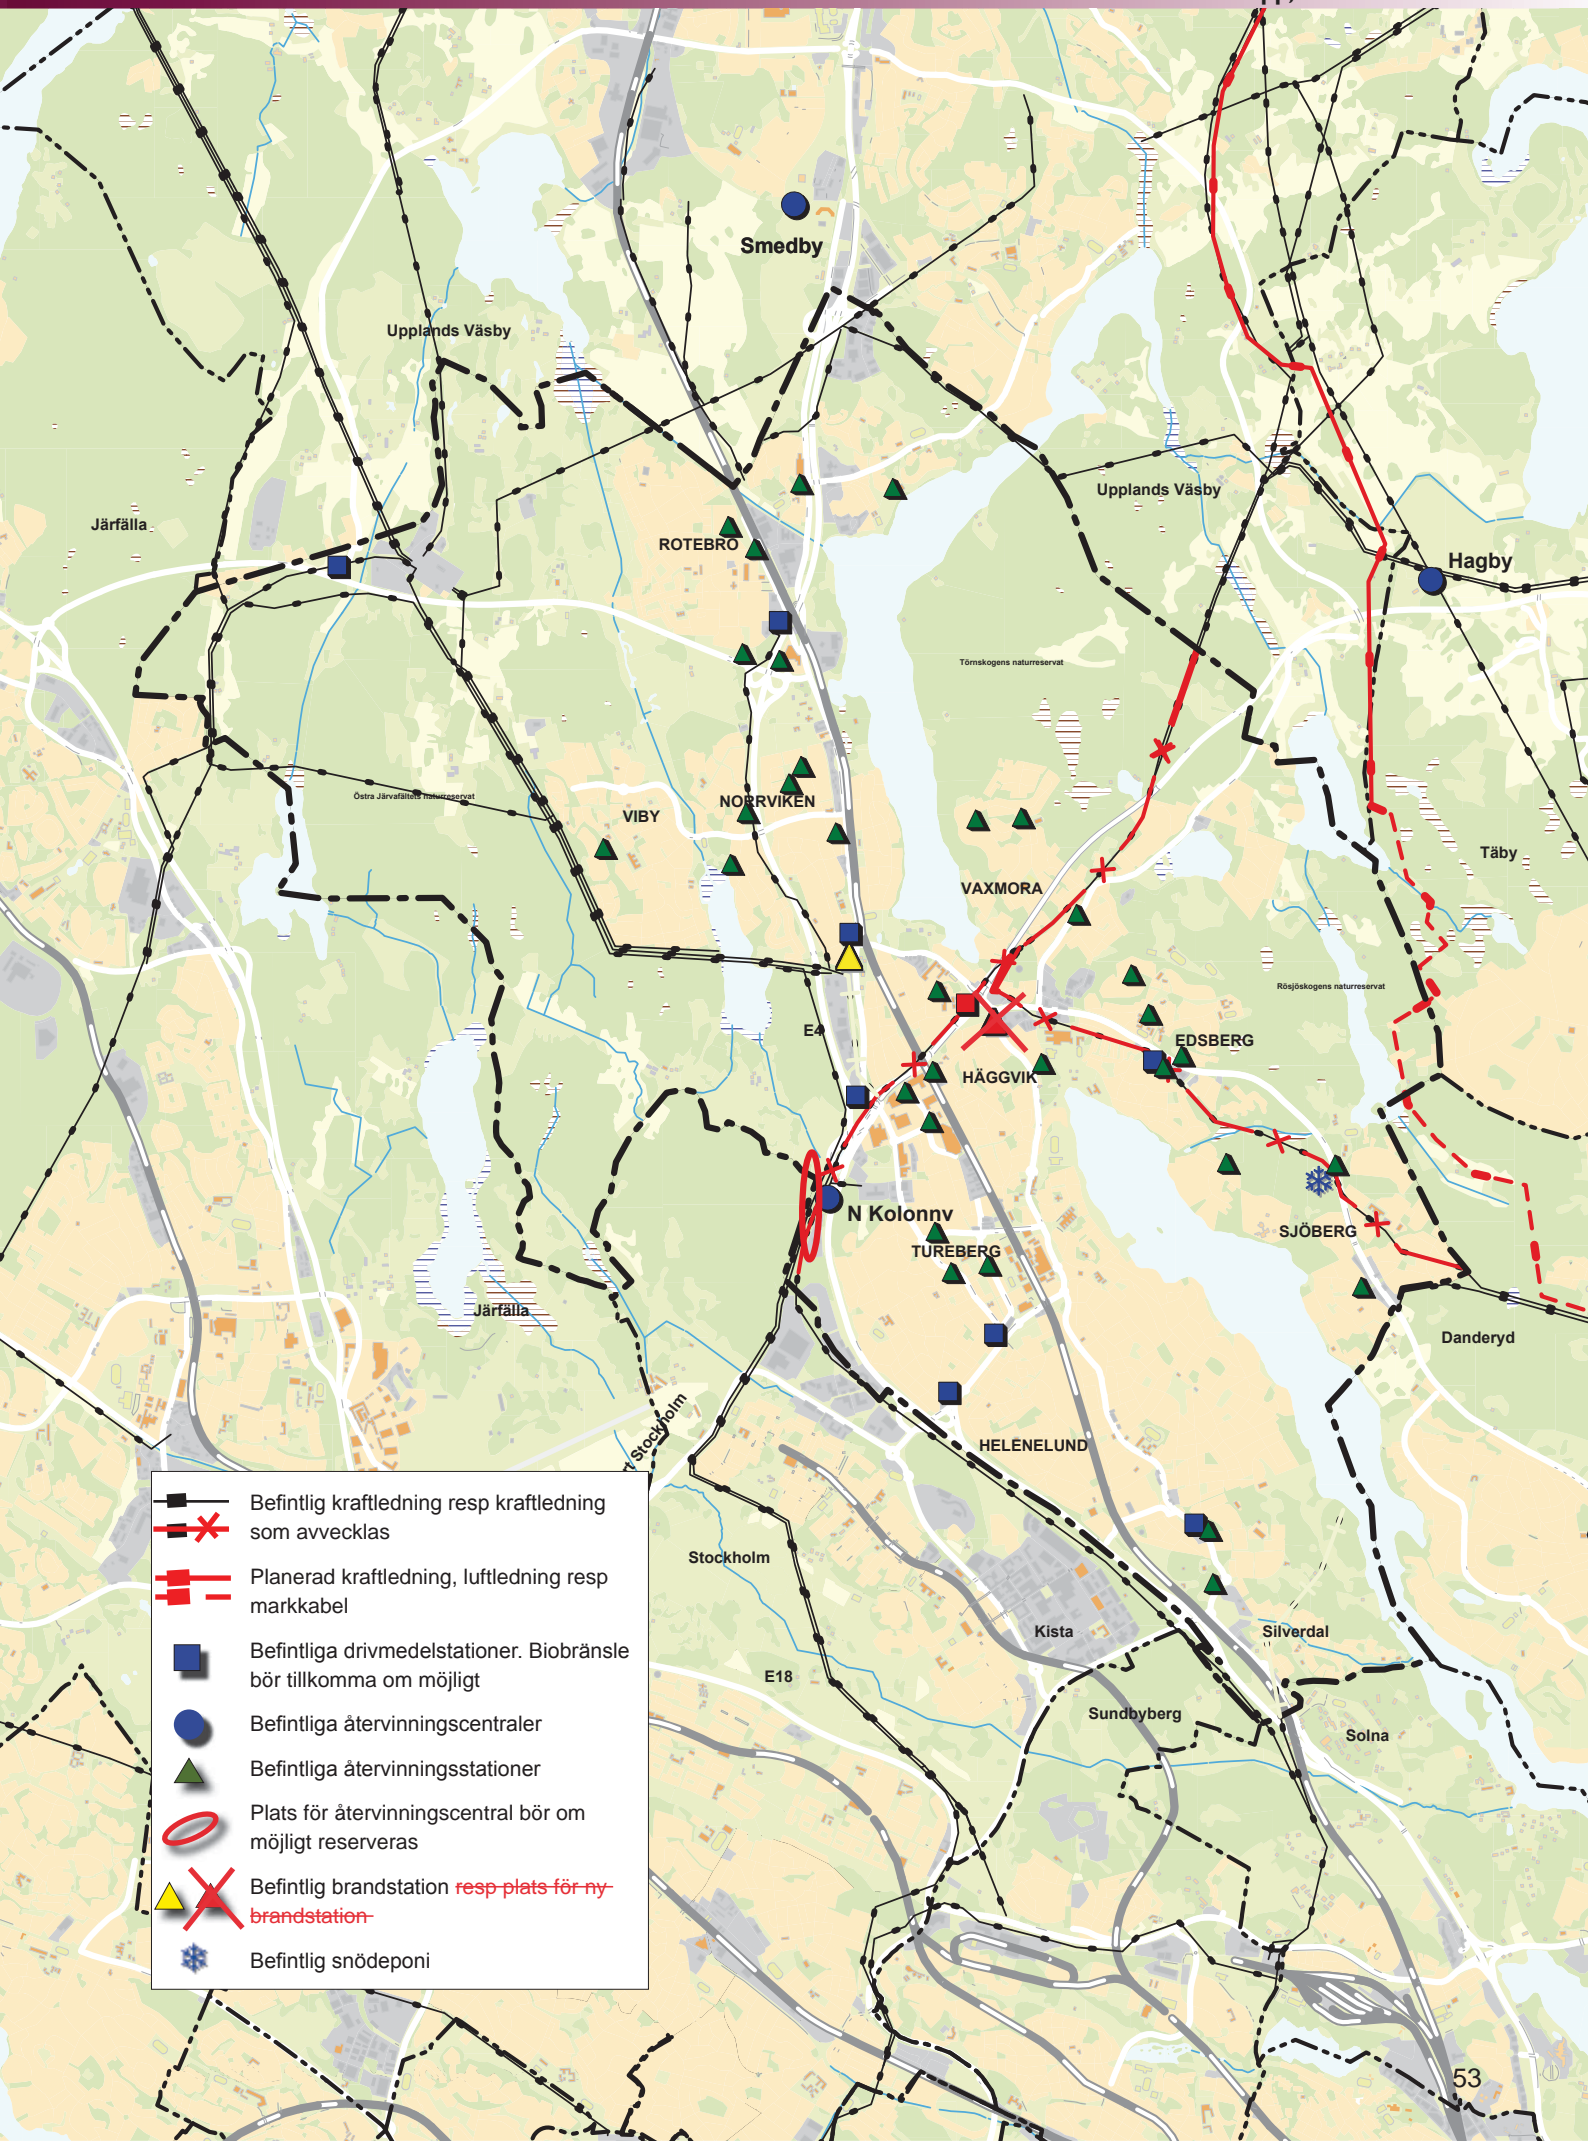 Smedby
Upplands Väsby
Järfälla
Upplands Väsby
ROTEBRO
Hagby
Törnskogens naturreservat
Östra Järvafältets naturreservat
VIBY
NORRVIKEN
Täby
VAXMORA
Rösjöskogens naturreservat
E4
EDSBERG
HÄGGVIK
N Kolonnv
TUREBERG
SJÖBERG
Järfälla
Danderyd
rt Stockholm
HELENELUND
Stockholm
Kista
Silverdal
E18
Sundbyberg
Solna
Befintlig kraftledning resp kraftledning
som avvecklas
Planerad kraftledning, luftledning resp
markkabel
Befintliga drivmedelstationer. Biobränsle
bör tillkomma om möjligt
Befintliga återvinningscentraler
Befintliga återvinningsstationer
Plats för återvinningscentral bör om
möjligt reserveras
Befintlig brandstation resp plats för ny
brandstation
Befintlig snödeponi
53